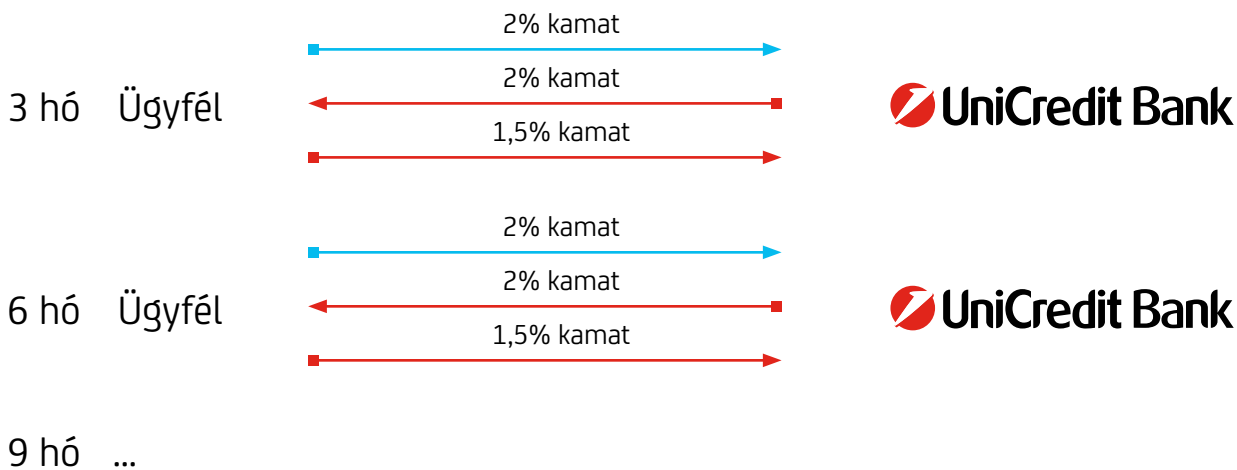 2% kamat
2% kamat
3 hó Ügyfél UniCredit Bank
1,5% kamat
2% kamat
2% kamat
6 hó Ügyfél UniCredit Bank
1,5% kamat
9 hó ...